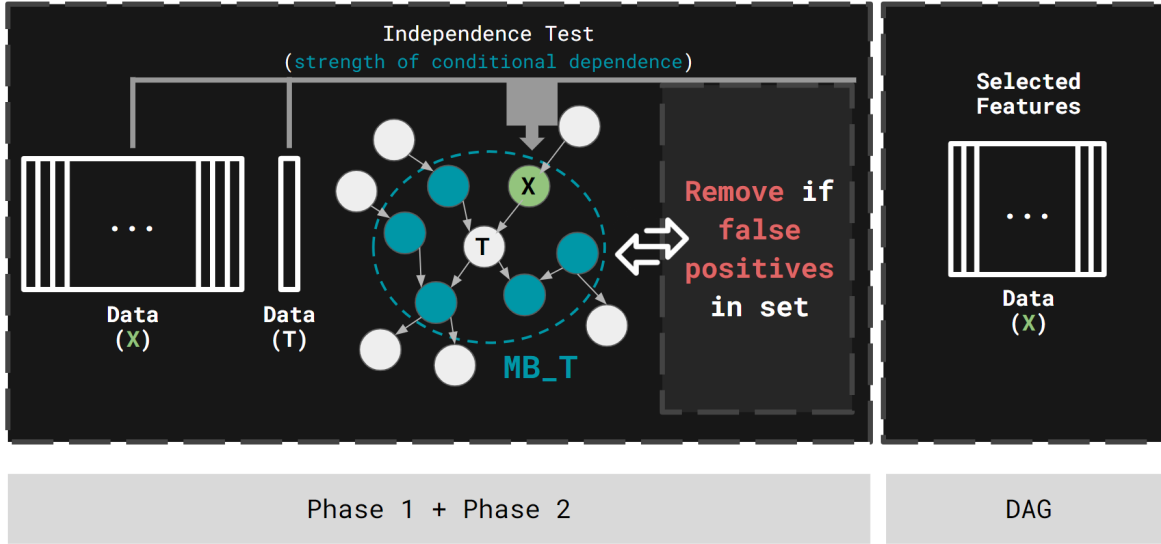 Independence Test
(strength of conditional dependence)
...
Data
(X)
Data
(T)
X
T
MB_T
Remove if
false
positives
in set
Selected
Features
...
Data
(X)
Phase 1 + Phase 2
DAG